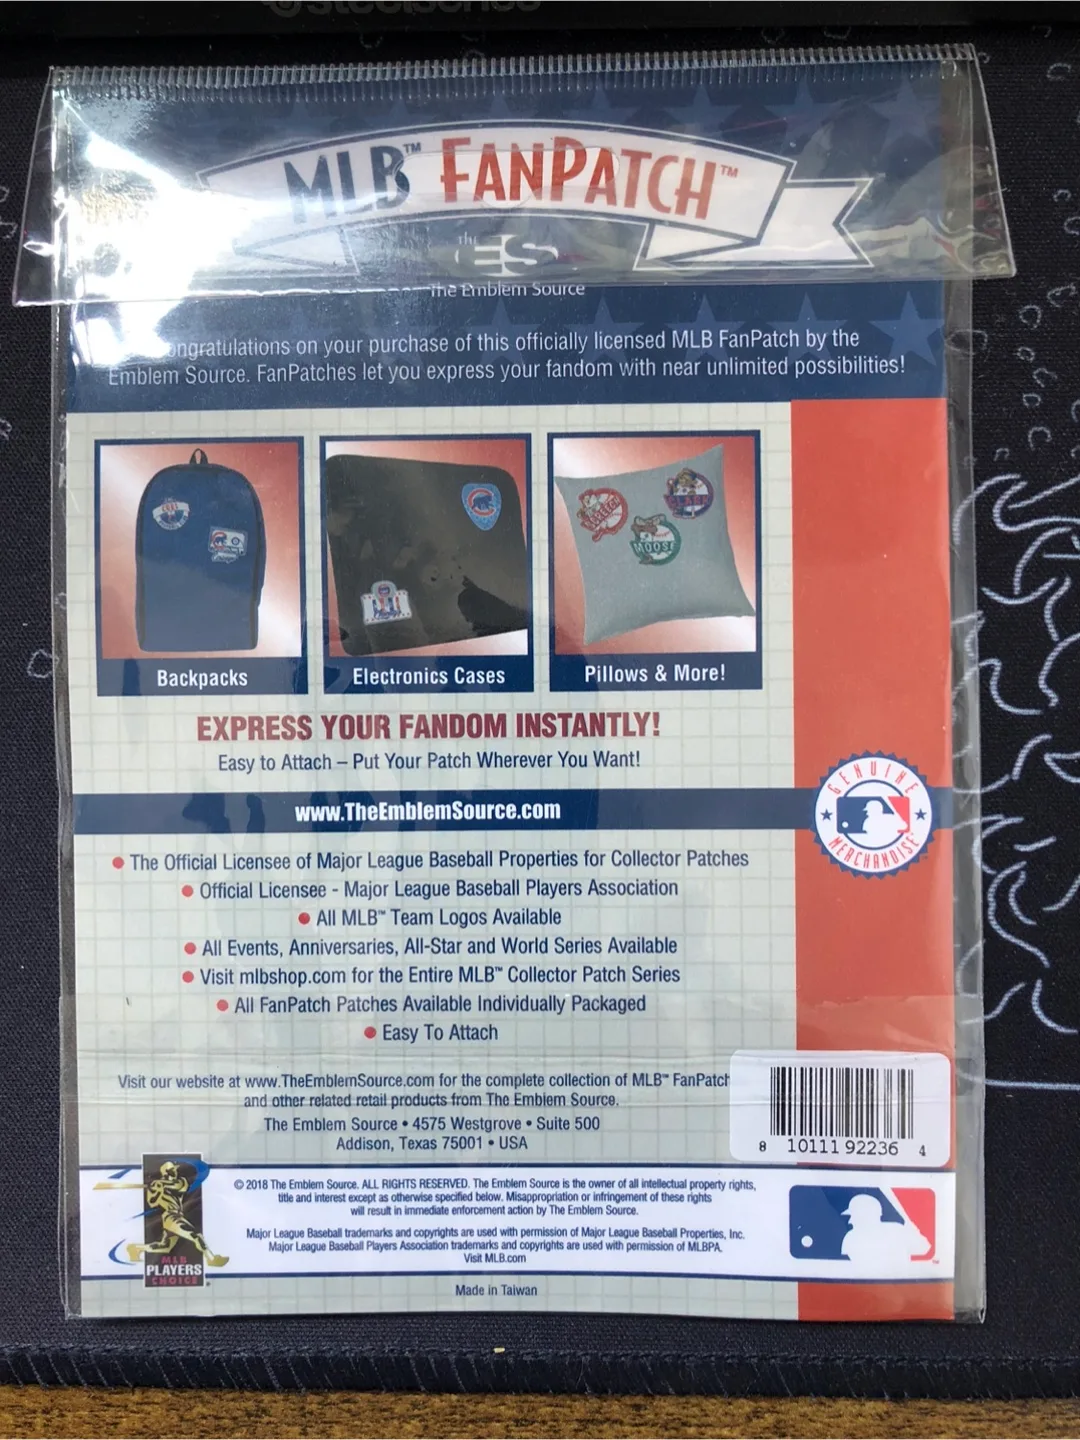 steelseries
MLB™ FANPATCH™
The ES
The Emblem Source
ongratulations on your purchase of this officially licensed MLB FanPatch by the
Emblem Source. FanPatches let you express your fandom with near unlimited possibilities!
Backpacks
Electronics Cases
CLARK
SCREECH
MOOSE
Pillows & More!
EXPRESS YOUR FANDOM INSTANTLY!
Easy to Attach – Put Your Patch Wherever You Want!
www.TheEmblemSource.com
GENUINE
MERCHANDISE
• The Official Licensee of Major League Baseball Properties for Collector Patches
• Official Licensee - Major League Baseball Players Association
• All MLB™ Team Logos Available
• All Events, Anniversaries, All-Star and World Series Available
• Visit mlbshop.com for the Entire MLB™ Collector Patch Series
• All FanPatch Patches Available Individually Packaged
• Easy To Attach
Visit our website at www.TheEmblemSource.com for the complete collection of MLB™ FanPatch
and other related retail products from The Emblem Source.
The Emblem Source • 4575 Westgrove • Suite 500
Addison, Texas 75001 • USA
8 10111 92236 4
© 2018 The Emblem Source. ALL RIGHTS RESERVED. The Emblem Source is the owner of all intellectual property rights,
title and interest except as otherwise specified below. Misappropriation or infringement of these rights
will result in immediate enforcement action by The Emblem Source.
Major League Baseball trademarks and copyrights are used with permission of Major League Baseball Properties, Inc.
Major League Baseball Players Association trademarks and copyrights are used with permission of MLBPA.
Visit MLB.com
MLB
PLAYERS
CHOICE
Made in Taiwan